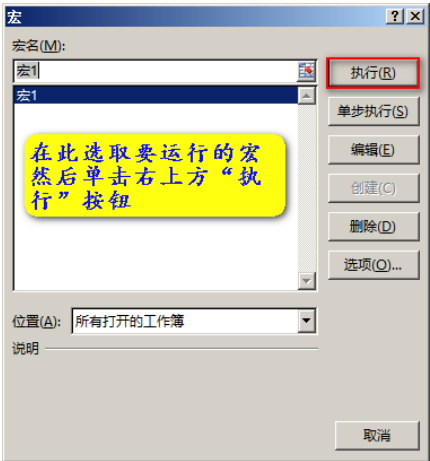 宏
宏名(M):
宏1
执行(R)
宏1
单步执行(S)
在此选取要运行的宏
然后单击右上方“执
行”按钮
编辑(E)
创建(C)
删除(D)
选项(O)...
位置(A): 所有打开的工作簿
说明
取消